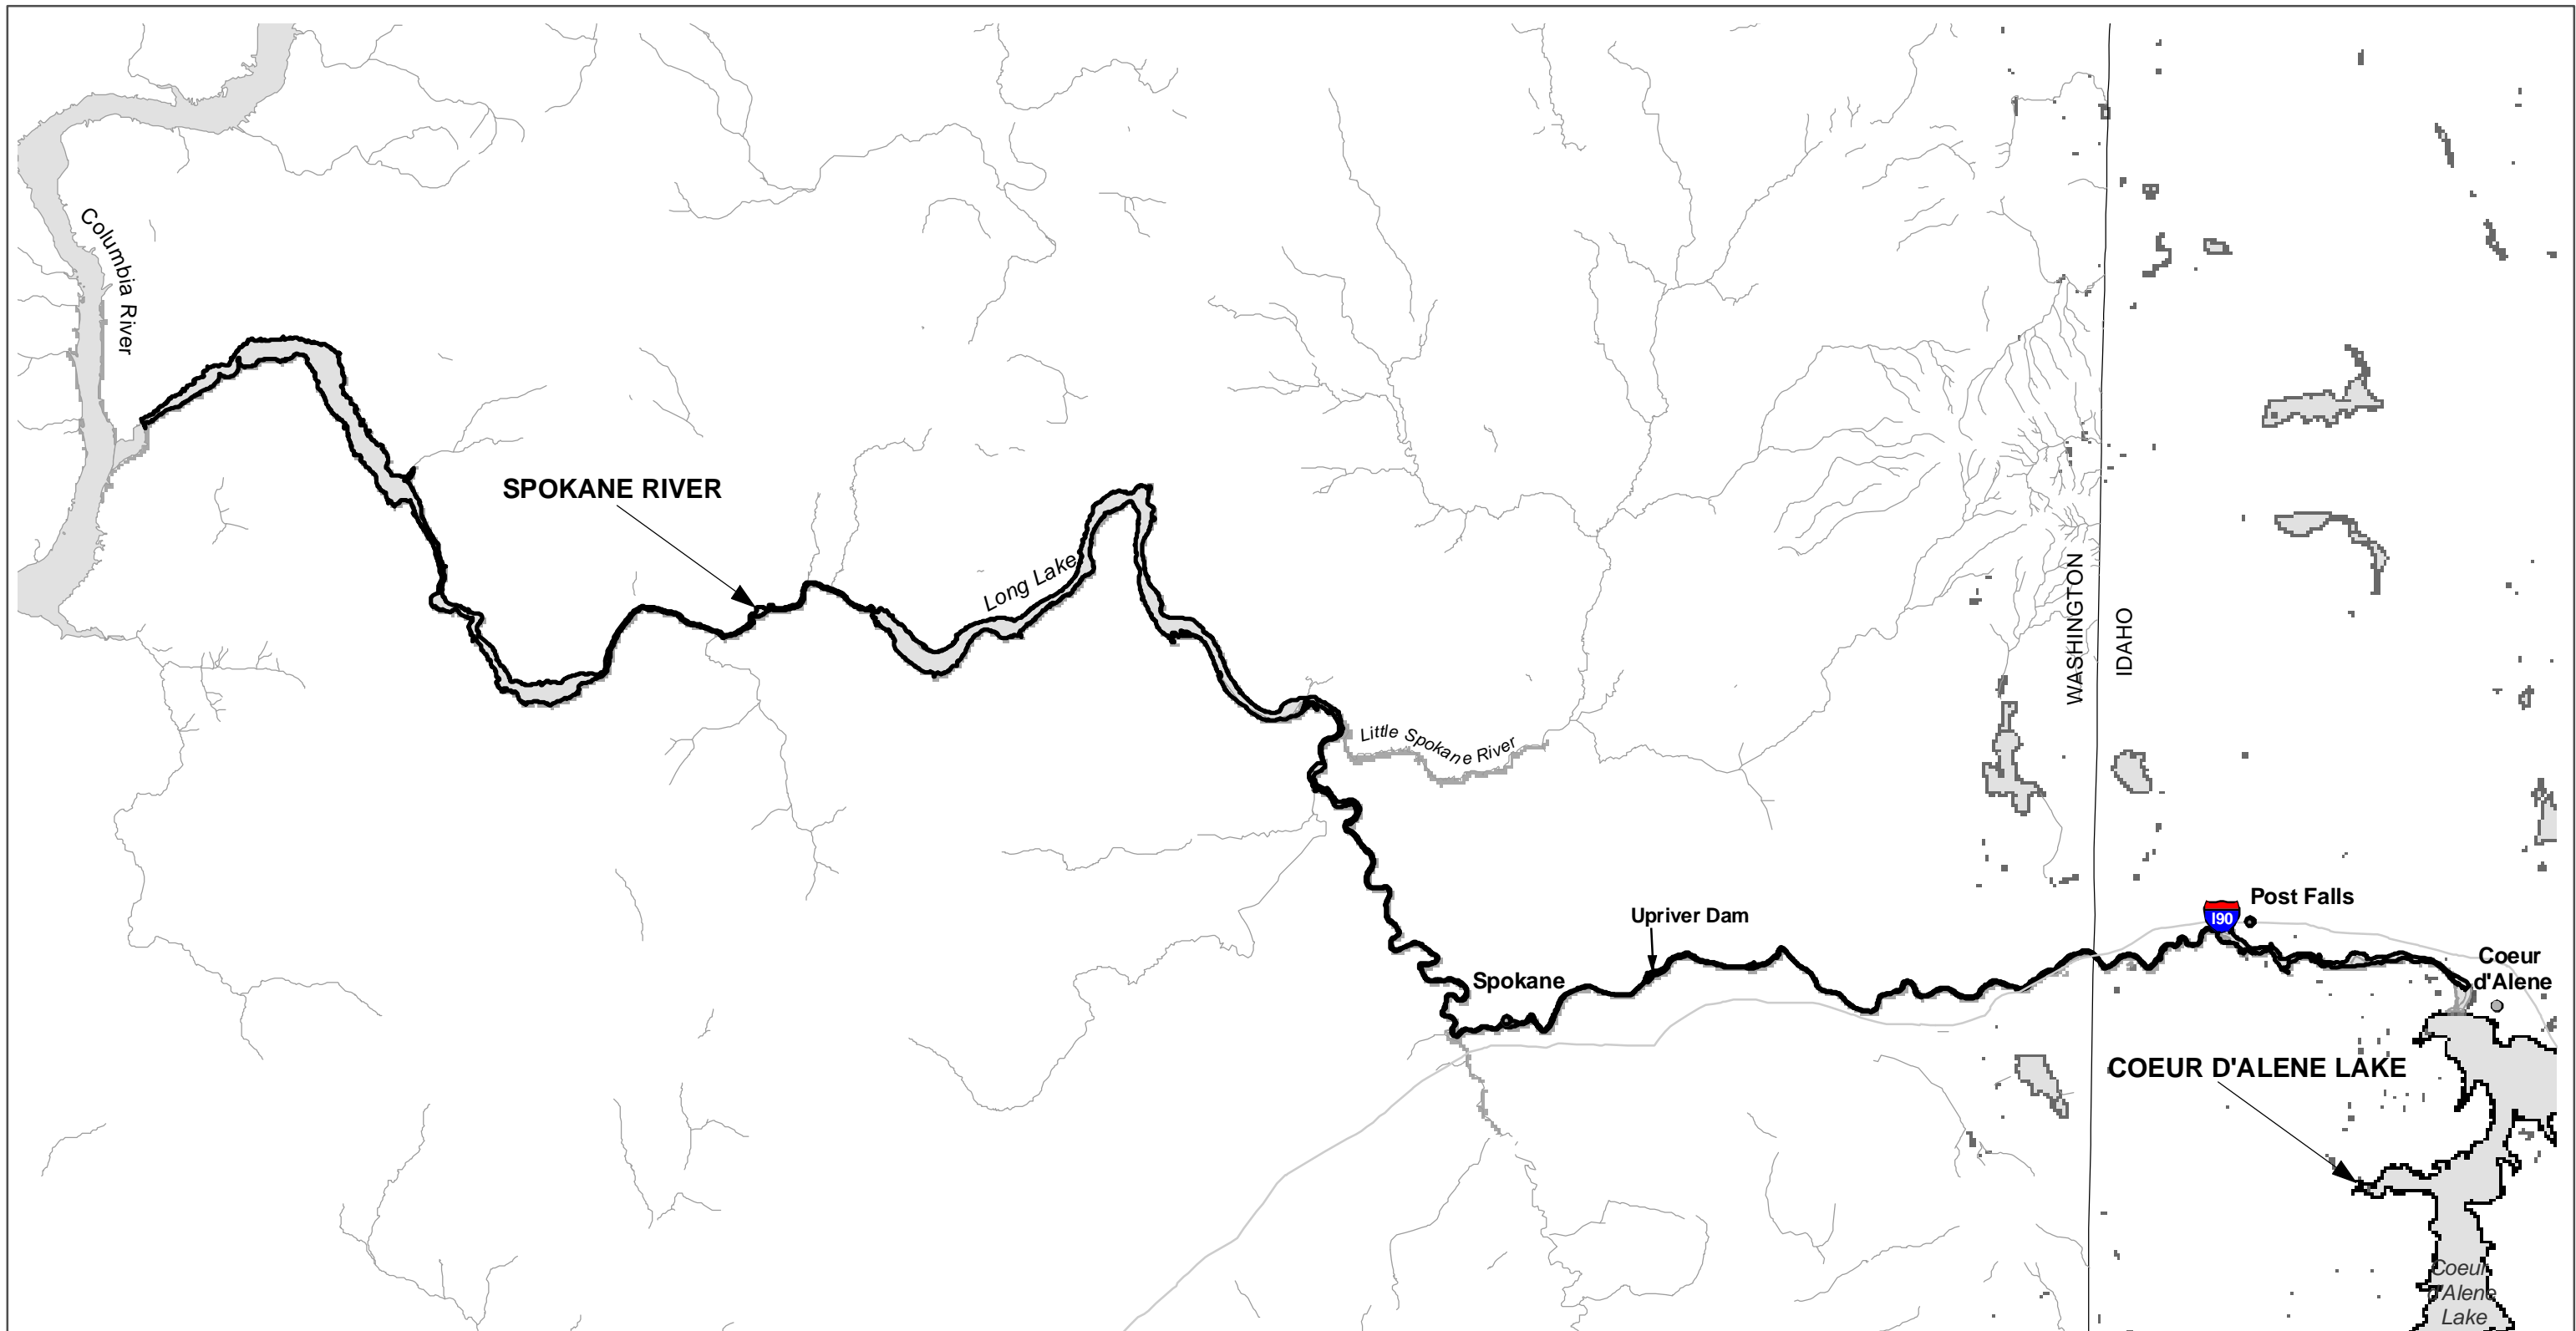 Columbia River
SPOKANE RIVER
Long Lake
WASHINGTON
IDAHO
Little Spokane River
Post Falls
I90
Upriver Dam
Coeur
d'Alene
Spokane
COEUR D'ALENE LAKE
Coeur
d'Alene
Lake